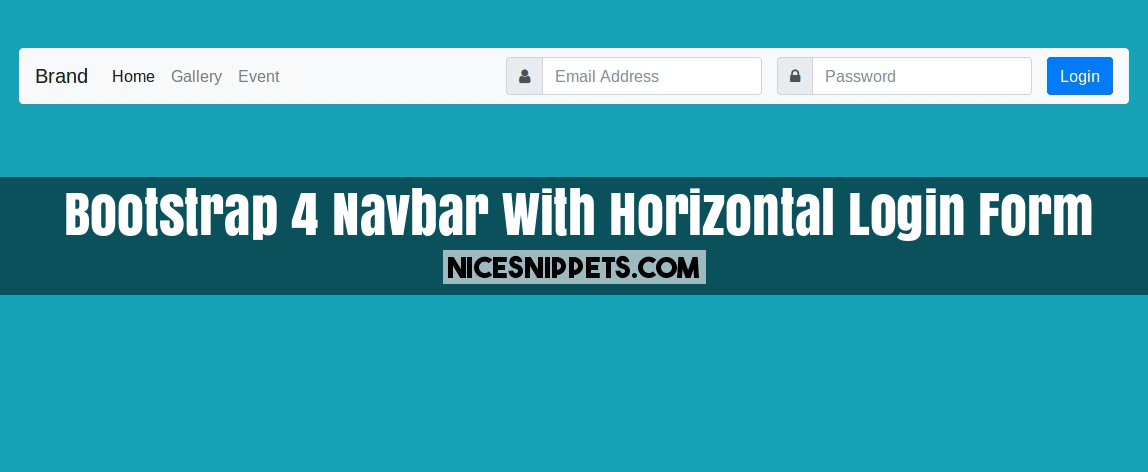 Brand Home Gallery Event Email Address Password Login
Bootstrap 4 Navbar With Horizontal Login Form
NICESNIPPETS.COM